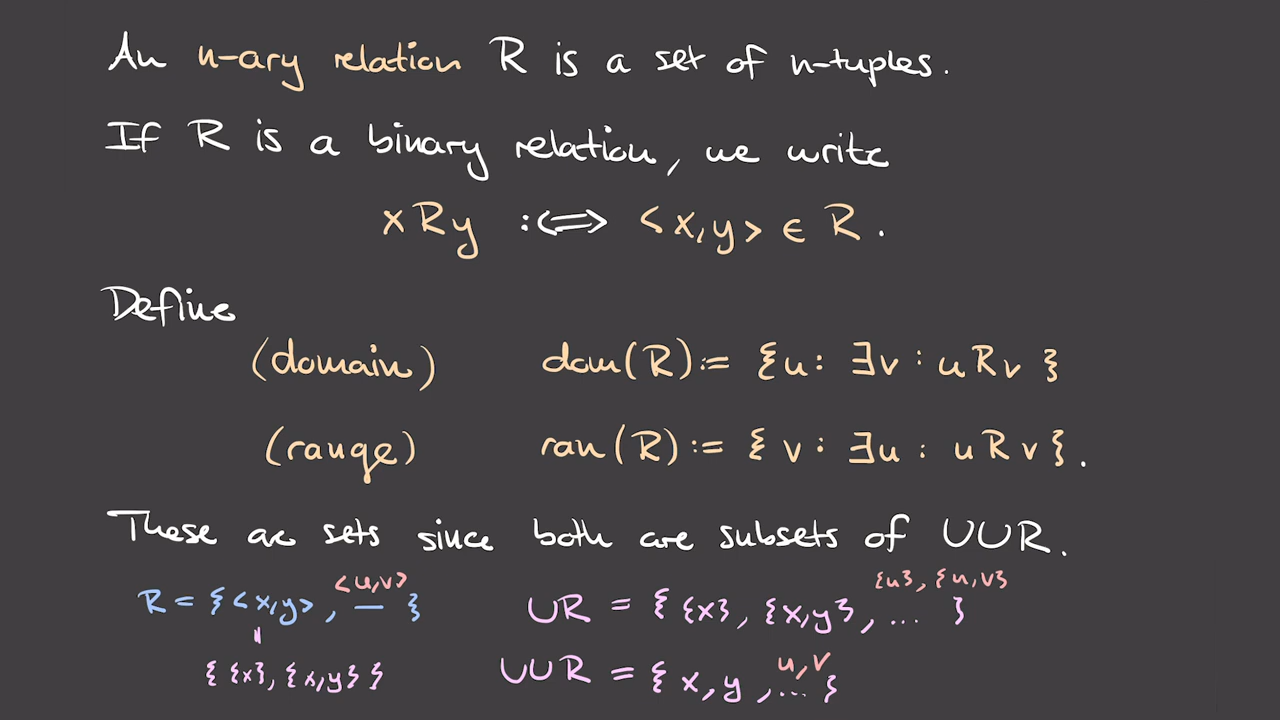 An n-ary relation R is a set of n-tuples.
If R is a binary relation, we write
xRy :⟺ <x,y> ∈ R.
Define
(domain) dom(R) := {u: ∃v : uRv }
(range) ran(R) := { v: ∃u : uRv}.
These are sets since both are subsets of ∪∪R.
<u,v> {u}, {u,v}
R = {<x,y>, — } ∪R = { {x}, {x,y}, ... }
"
{ {x}, {x,y} } ∪∪R = { x, y, ... }
u,v